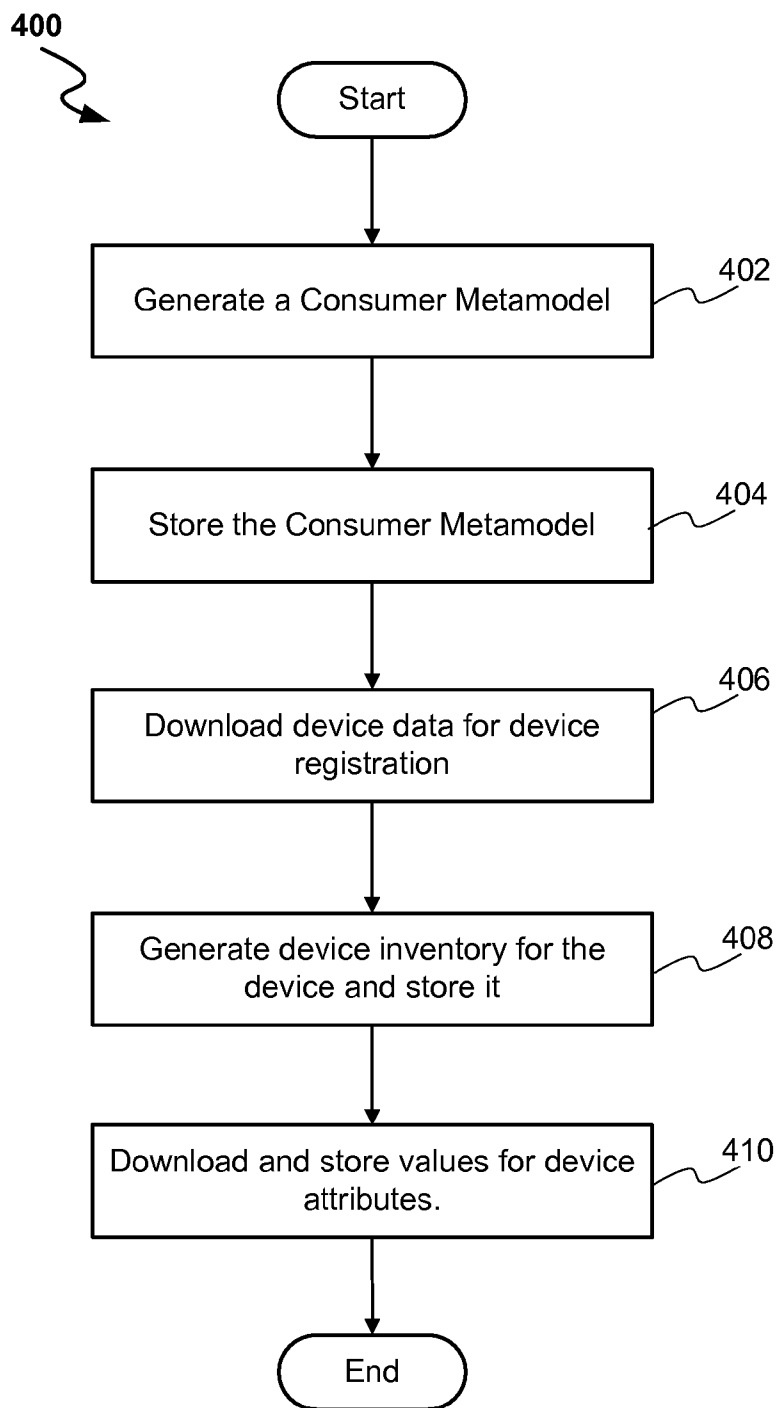 400
Start
402
Generate a Consumer Metamodel
404
Store the Consumer Metamodel
406
Download device data for device
registration
408
Generate device inventory for the
device and store it
410
Download and store values for device
attributes.
End